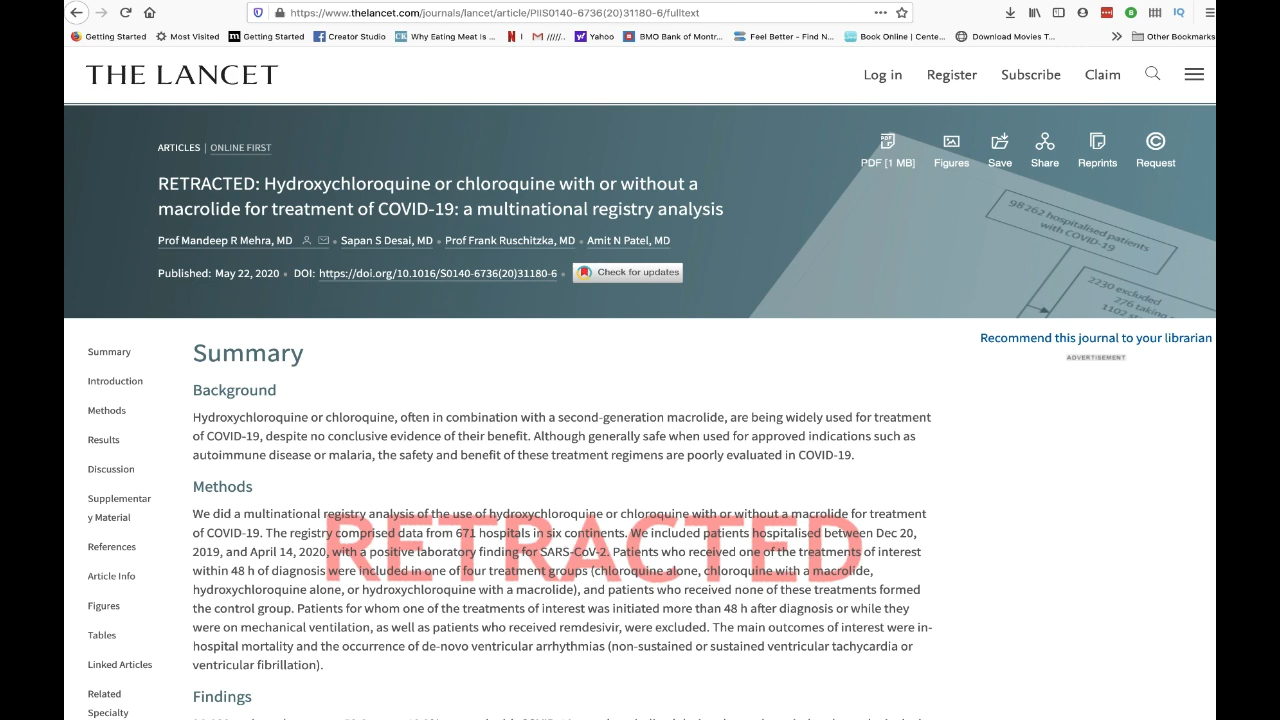 https://www.thelancet.com/journals/lancet/article/PIIS0140-6736(20)31180-6/fulltext
Getting Started Most Visited Getting Started Creator Studio Why Eating Meat Is ... N I M /////.. Yahoo BMO Bank of Montr... Feel Better - Find N... Book Online | Cente... Download Movies T... Other Bookmarks
THE LANCET
Log in Register Subscribe Claim
ARTICLES | ONLINE FIRST
PDF [1 MB] Figures Save Share Reprints Request
RETRACTED: Hydroxychloroquine or chloroquine with or without a
macrolide for treatment of COVID-19: a multinational registry analysis
Prof Mandeep R Mehra, MD • Sapan S Desai, MD • Prof Frank Ruschitzka, MD • Amit N Patel, MD
Published: May 22, 2020 • DOI: https://doi.org/10.1016/S0140-6736(20)31180-6 • Check for updates
98 262 hospitalised patients
with COVID-19
2230 excluded
276 taking
1102
Recommend this journal to your librarian
ADVERTISEMENT
Summary
Introduction
Methods
Results
Discussion
Supplementar
y Material
References
Article Info
Figures
Tables
Linked Articles
Related
Specialty
Summary
Background
Hydroxychloroquine or chloroquine, often in combination with a second-generation macrolide, are being widely used for treatment
of COVID-19, despite no conclusive evidence of their benefit. Although generally safe when used for approved indications such as
autoimmune disease or malaria, the safety and benefit of these treatment regimens are poorly evaluated in COVID-19.
Methods
We did a multinational registry analysis of the use of hydroxychloroquine or chloroquine with or without a macrolide for treatment
of COVID-19. The registry comprised data from 671 hospitals in six continents. We included patients hospitalised between Dec 20,
2019, and April 14, 2020, with a positive laboratory finding for SARS-CoV-2. Patients who received one of the treatments of interest
within 48 h of diagnosis were included in one of four treatment groups (chloroquine alone, chloroquine with a macrolide,
hydroxychloroquine alone, or hydroxychloroquine with a macrolide), and patients who received none of these treatments formed
the control group. Patients for whom one of the treatments of interest was initiated more than 48 h after diagnosis or while they
were on mechanical ventilation, as well as patients who received remdesivir, were excluded. The main outcomes of interest were in-
hospital mortality and the occurrence of de-novo ventricular arrhythmias (non-sustained or sustained ventricular tachycardia or
ventricular fibrillation).
RETRACTED
Findings